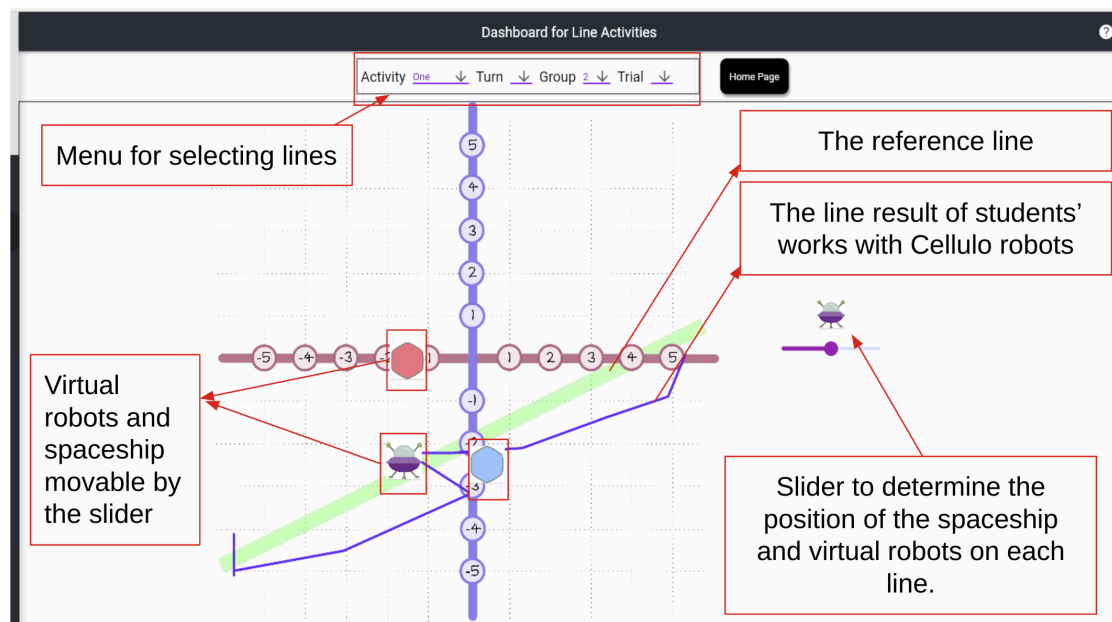 Dashboard for Line Activities
?
Activity One Turn Group 2 Trial
Home Page
Menu for selecting lines
The reference line
The line result of students’
works with Cellulo robots
5
4
3
2
1
-5 -4 -3 1 2 3 4 5
-1
-3
-4
-5
Virtual
robots and
spaceship
movable by
the slider
Slider to determine the
position of the spaceship
and virtual robots on each
line.